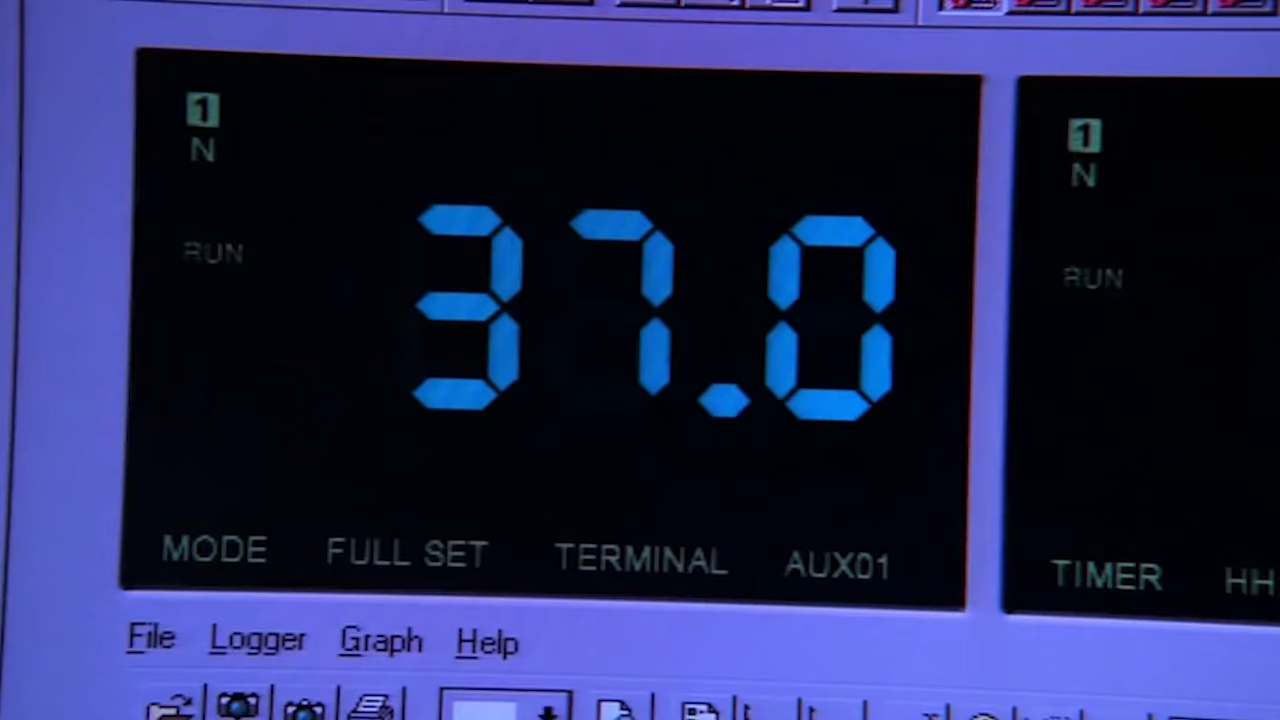 1
N
RUN
37.0
MODE FULL SET TERMINAL AUX01
1
N
RUN
TIMER HH
File Logger Graph Help